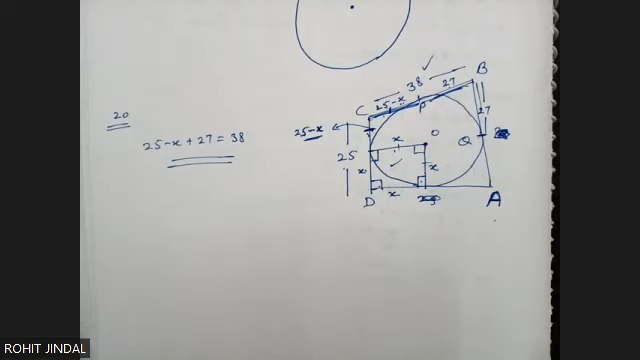 20
25-x + 27 = 38
38
B
25-x
27
C
P
25-x
x
O
27
25
Q
x
x
D
x
A
ROHIT JINDAL